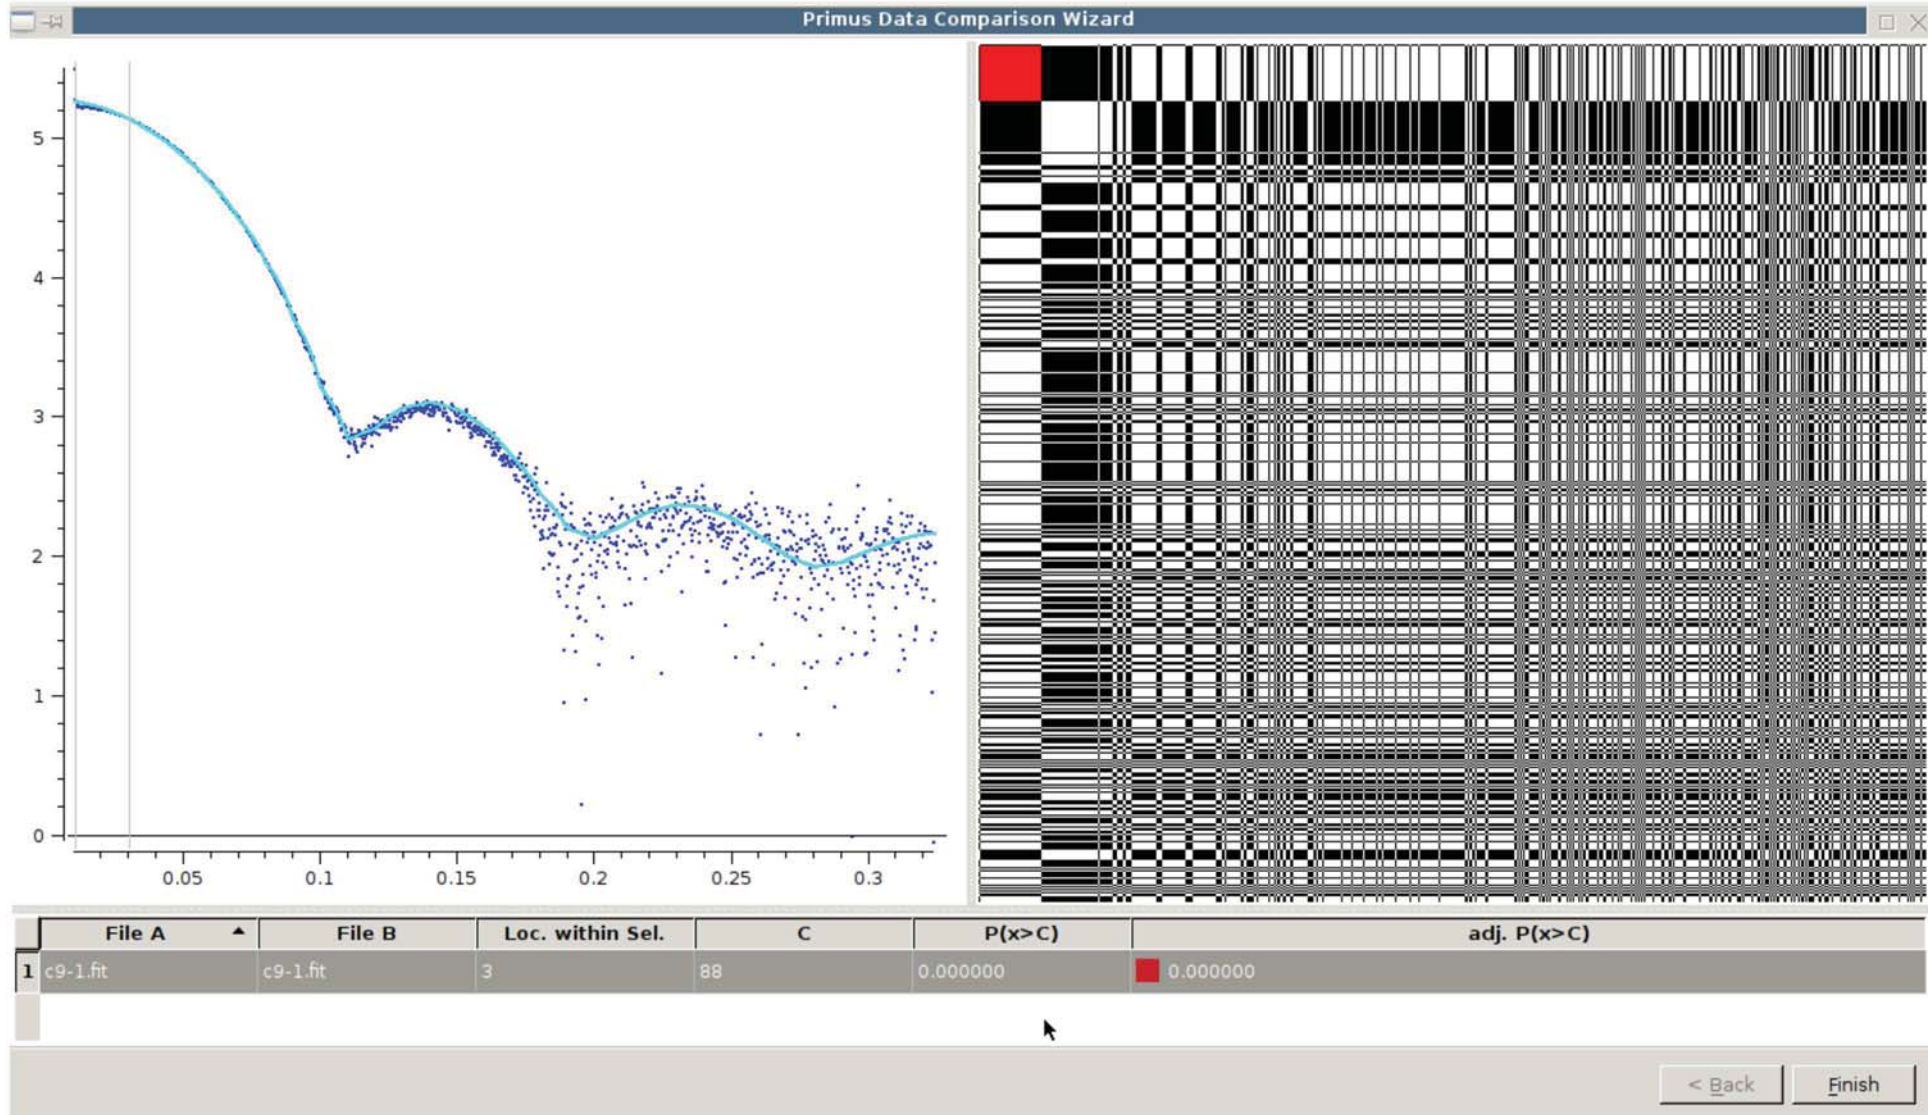 Primus Data Comparison Wizard
5
4
3
2
1
0
0.05 0.1 0.15 0.2 0.25 0.3
File A File B Loc. within Sel. C P(x>C) adj. P(x>C)
1 c9-1.fit c9-1.fit 3 88 0.000000 0.000000
< Back Finish